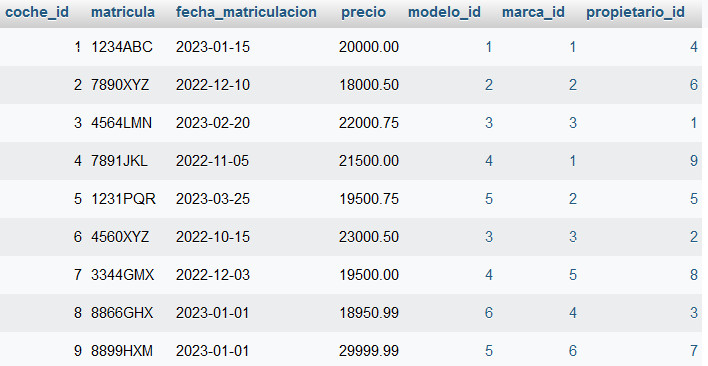 coche_id matricula fecha_matriculacion precio modelo_id marca_id propietario_id
1 1234ABC 2023-01-15 20000.00 1 1 4
2 7890XYZ 2022-12-10 18000.50 2 2 6
3 4564LMN 2023-02-20 22000.75 3 3 1
4 7891JKL 2022-11-05 21500.00 4 1 9
5 1231PQR 2023-03-25 19500.75 5 2 5
6 4560XYZ 2022-10-15 23000.50 3 3 2
7 3344GMX 2022-12-03 19500.00 4 5 8
8 8866GHX 2023-01-01 18950.99 6 4 3
9 8899HXM 2023-01-01 29999.99 5 6 7